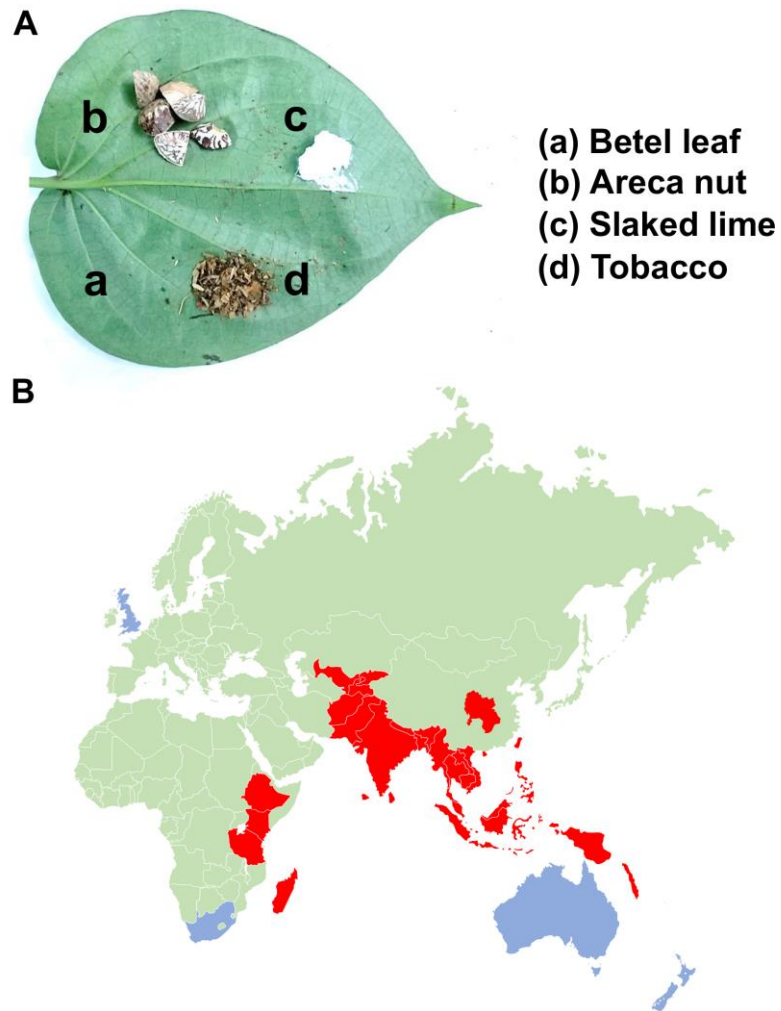 A
b
c
a
d
(a) Betel leaf
(b) Areca nut
(c) Slaked lime
(d) Tobacco
B